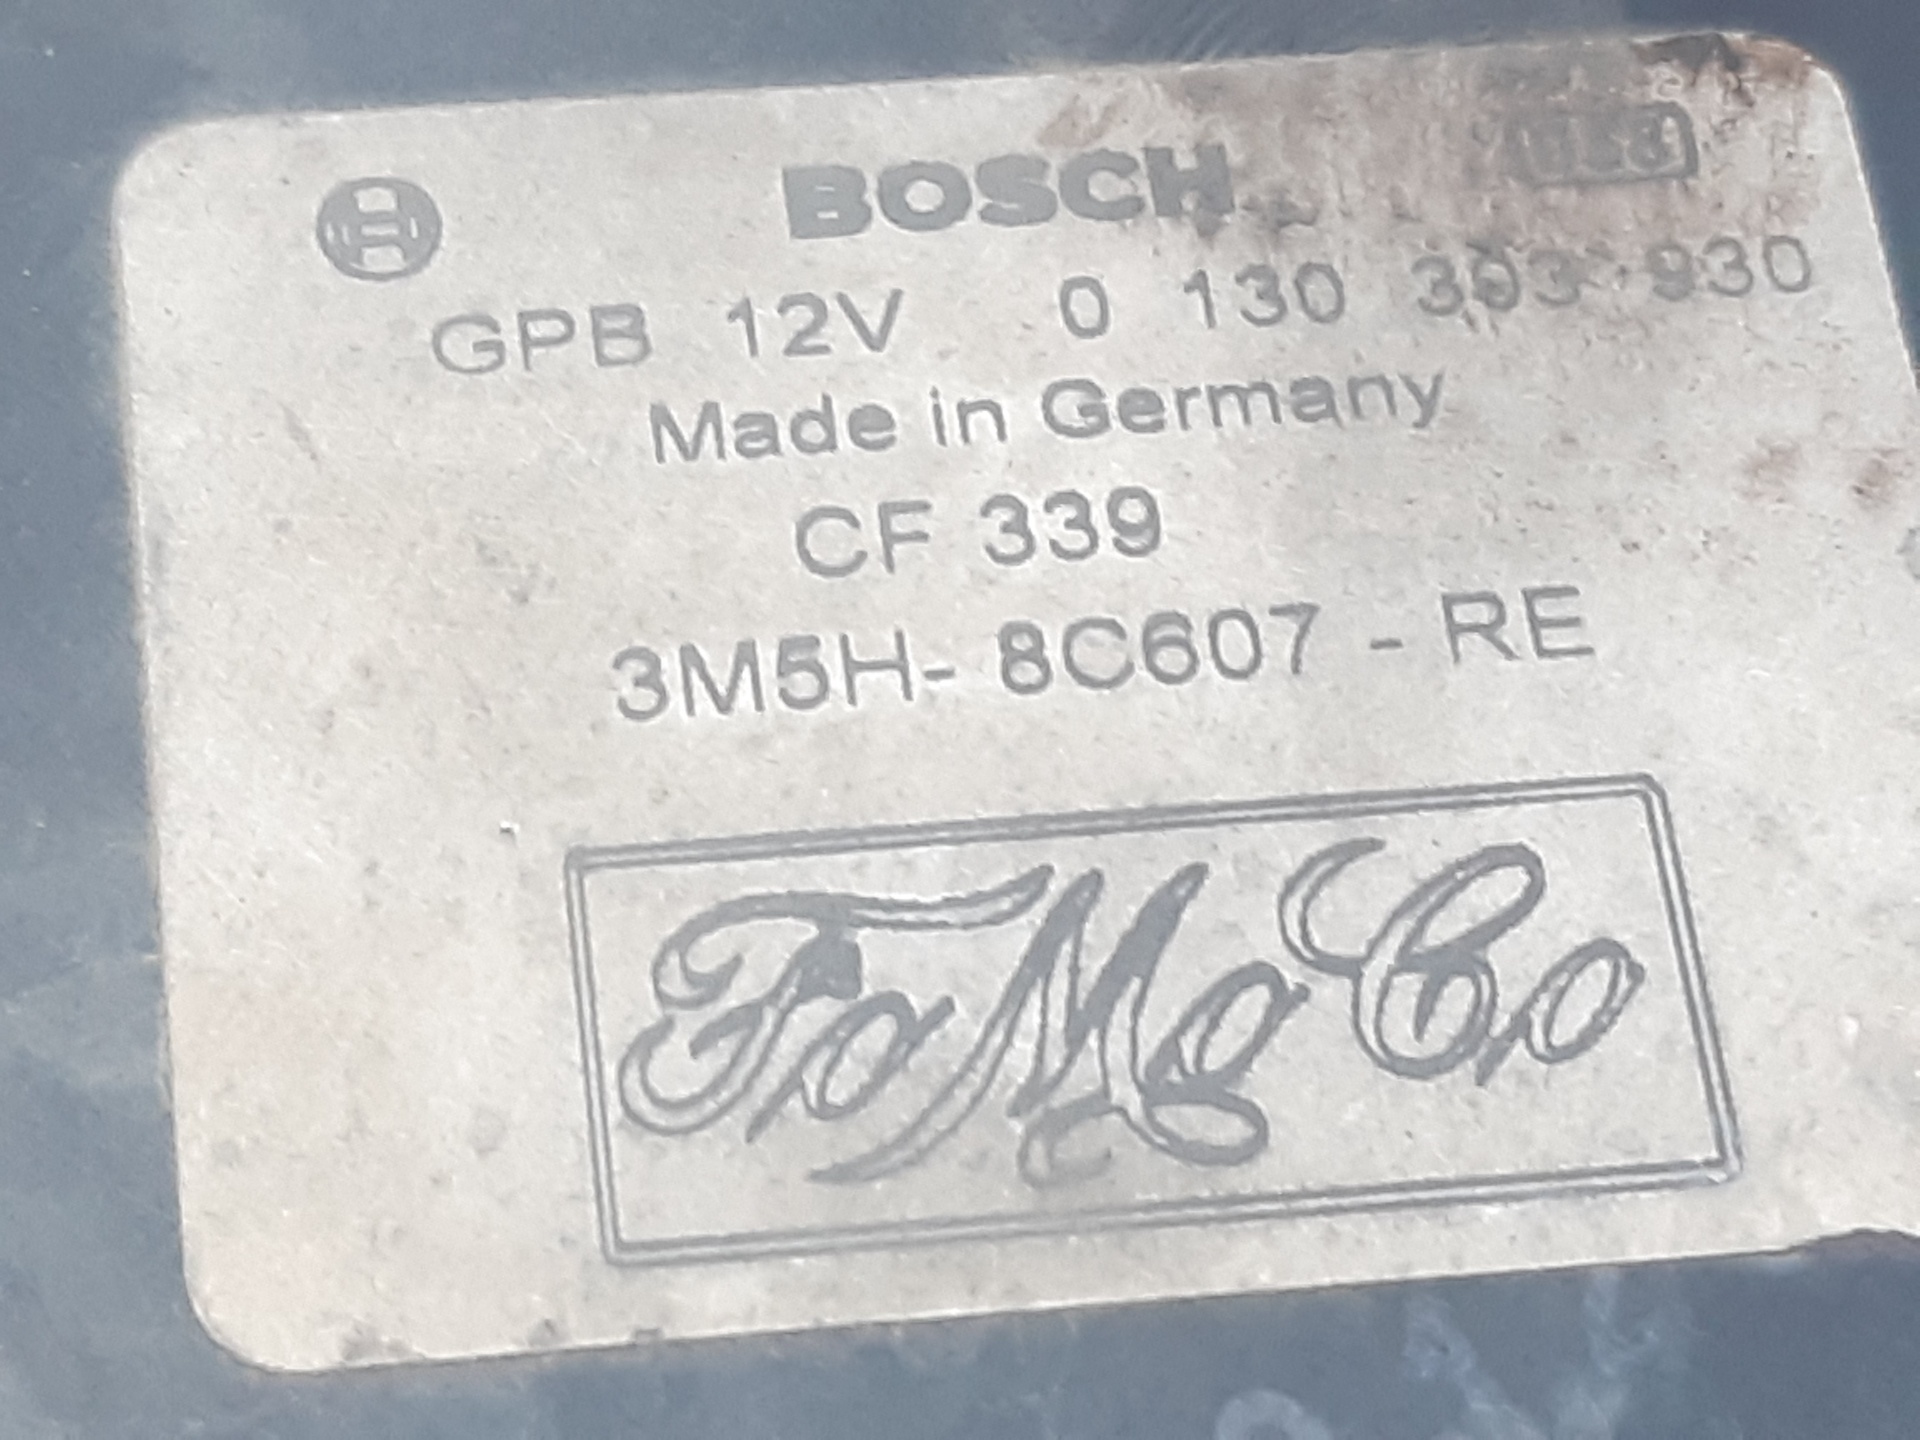 BOSCH
GPB 12V 0 130 303 930
Made in Germany
CF 339
3M5H- 8C607 - RE
FoMoCo